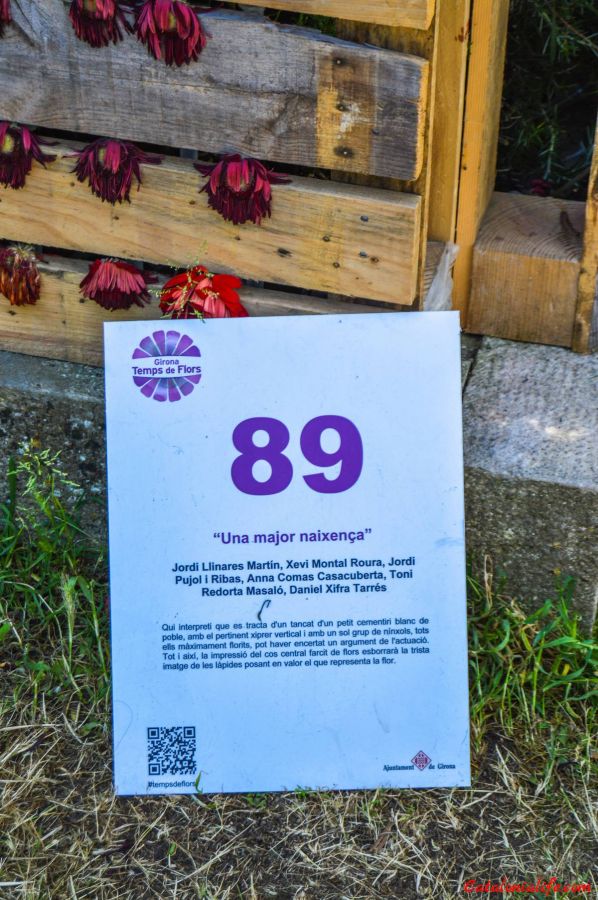 Girona
Temps de Flors
89
“Una major naixença”
Jordi Llinares Martín, Xevi Montal Roura, Jordi
Pujol i Ribas, Anna Comas Casacuberta, Toni
Redorta Masaló, Daniel Xifra Tarrés
Qui interpreti que es tracta d'un tancat d'un petit cementiri blanc de
poble, amb el pertinent xiprer vertical i amb un sol grup de nínxols, tots
ells màximament florits, pot haver encertat un argument de l'actuació.
Tot i així, la impressió del cos central farcit de flors esborrarà la trista
imatge de les làpides posant en valor el que representa la flor.
#tempsdeflors
Ajuntament de Girona
Catalunialife.com